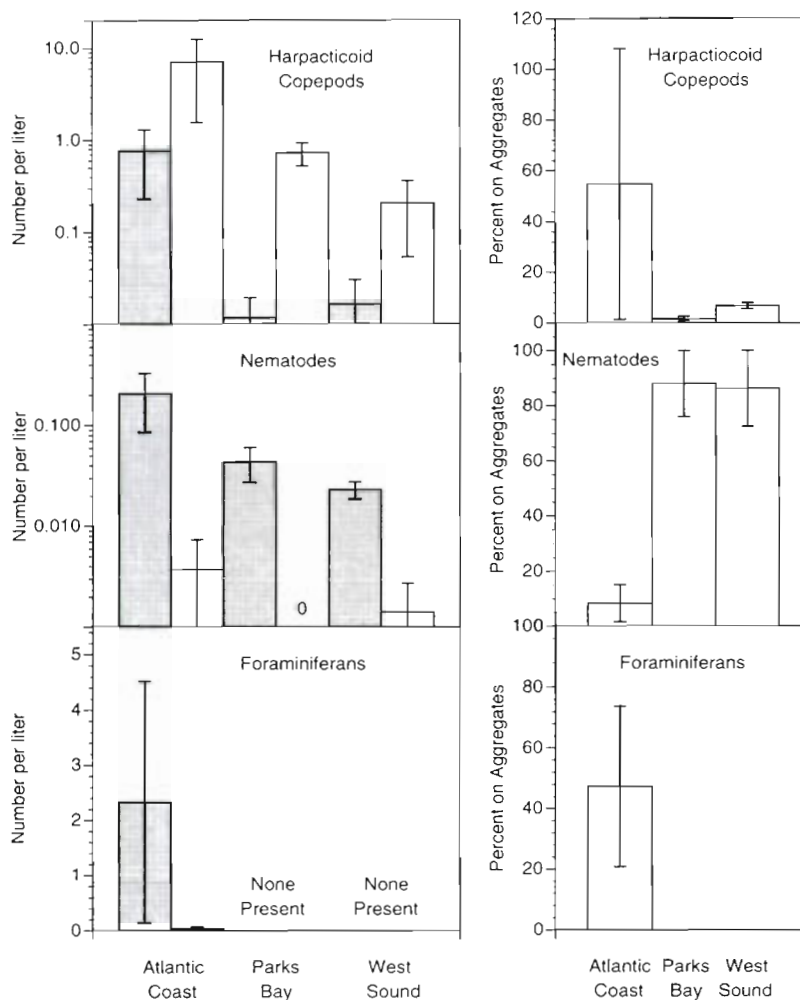 10.0
1.0
0.1
Number per liter
Harpacticoid
Copepods
120
100
80
60
40
20
0
Percent on Aggregates
Harpactiocoid
Copepods
0.100
0.010
Number per liter
Nematodes
0
100
80
60
40
20
Percent on Aggregates
Nematodes
5
4
3
2
1
0
Number per liter
Foraminiferans
None
Present
None
Present
100
80
60
40
20
0
Percent on Aggregates
Foraminiferans
Atlantic
Coast
Parks
Bay
West
Sound
Atlantic
Coast
Parks
Bay
West
Sound